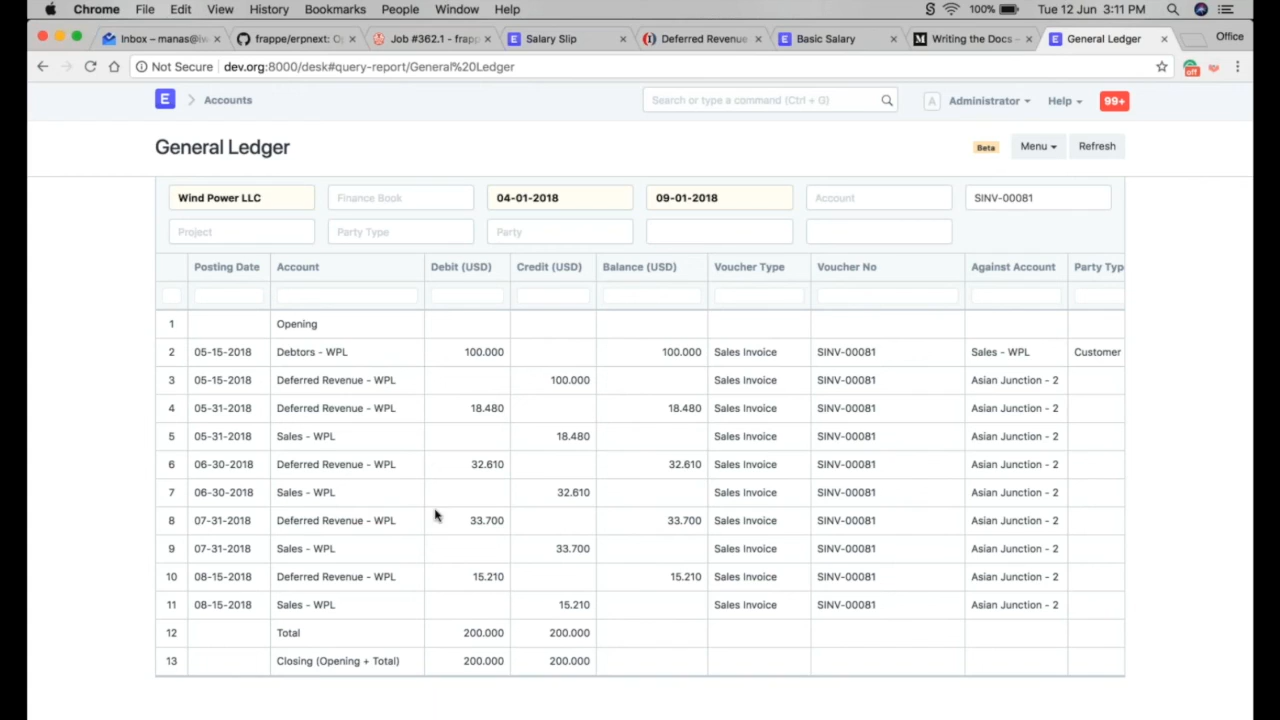 Chrome File Edit View History Bookmarks People Window Help 100% Tue 12 Jun 3:11 PM
Inbox – manas@iw frappe/erpnext: Op Job #362.1 - frapp Salary Slip Deferred Revenue Basic Salary Writing the Docs – General Ledger Office
Not Secure dev.org:8000/desk#query-report/General%20Ledger off
E Accounts Search or type a command (Ctrl + G) A Administrator Help 99+
General Ledger Beta Menu Refresh
Wind Power LLC Finance Book 04-01-2018 09-01-2018 Account SINV-00081
Project Party Type Party
Posting Date Account Debit (USD) Credit (USD) Balance (USD) Voucher Type Voucher No Against Account Party Typ
1 Opening
2 05-15-2018 Debtors - WPL 100.000 100.000 Sales Invoice SINV-00081 Sales - WPL Customer
3 05-15-2018 Deferred Revenue - WPL 100.000 Sales Invoice SINV-00081 Asian Junction - 2
4 05-31-2018 Deferred Revenue - WPL 18.480 18.480 Sales Invoice SINV-00081 Asian Junction - 2
5 05-31-2018 Sales - WPL 18.480 Sales Invoice SINV-00081 Asian Junction - 2
6 06-30-2018 Deferred Revenue - WPL 32.610 32.610 Sales Invoice SINV-00081 Asian Junction - 2
7 06-30-2018 Sales - WPL 32.610 Sales Invoice SINV-00081 Asian Junction - 2
8 07-31-2018 Deferred Revenue - WPL 33.700 33.700 Sales Invoice SINV-00081 Asian Junction - 2
9 07-31-2018 Sales - WPL 33.700 Sales Invoice SINV-00081 Asian Junction - 2
10 08-15-2018 Deferred Revenue - WPL 15.210 15.210 Sales Invoice SINV-00081 Asian Junction - 2
11 08-15-2018 Sales - WPL 15.210 Sales Invoice SINV-00081 Asian Junction - 2
12 Total 200.000 200.000
13 Closing (Opening + Total) 200.000 200.000